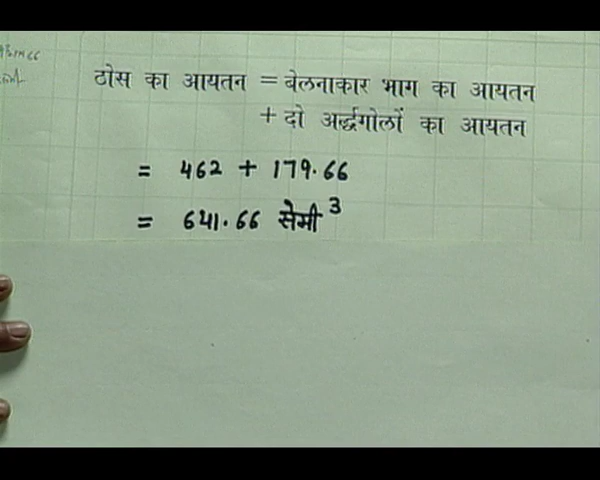 ठोस का आयतन = बेलनाकार भाग का आयतन
+ दो अर्द्धगोलों का आयतन
= 462 + 179.66
= 641.66 सेमी³